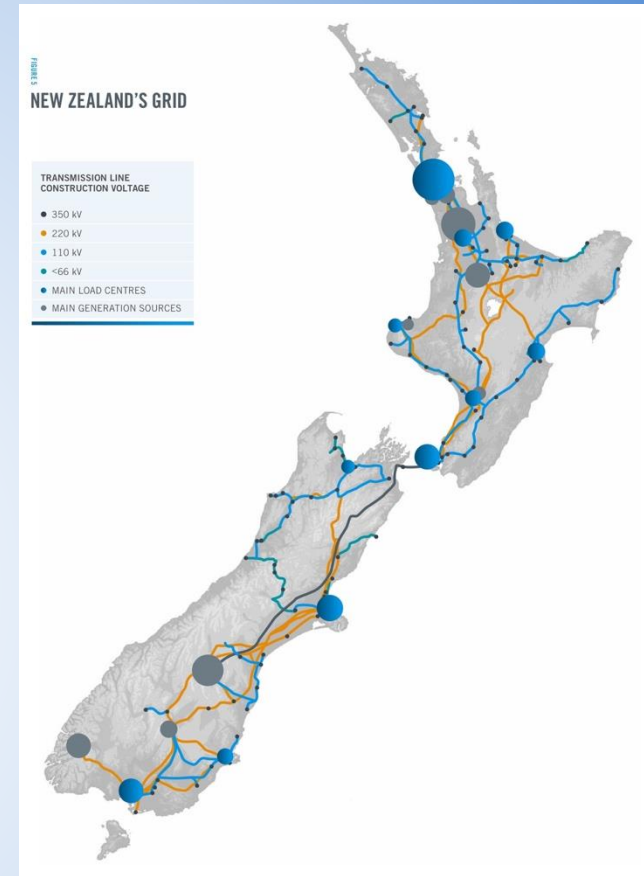 FIGURE 5
NEW ZEALAND'S GRID
TRANSMISSION LINE
CONSTRUCTION VOLTAGE
350 kV
220 kV
110 kV
<66 kV
MAIN LOAD CENTRES
MAIN GENERATION SOURCES